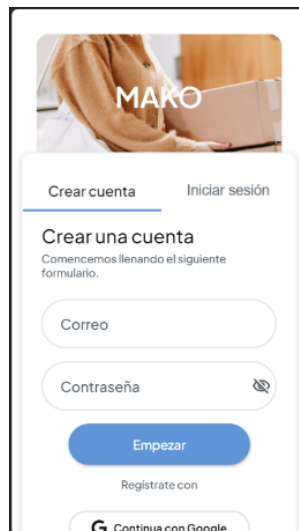 MAKO
Crear cuenta
Iniciar sesión
Crear una cuenta
Comencemos llenando el siguiente
formulario.
Correo
Contraseña
Empezar
Regístrate con
G Continua con Google